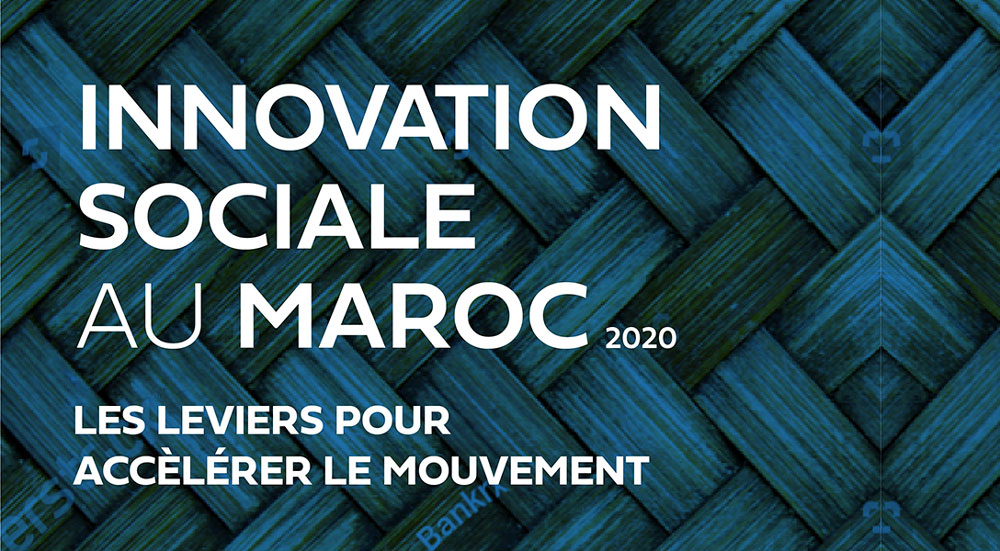 INNOVATION
SOCIALE
AU MAROC 2020
LES LEVIERS POUR
ACCÈLÉRER LE MOUVEMENT